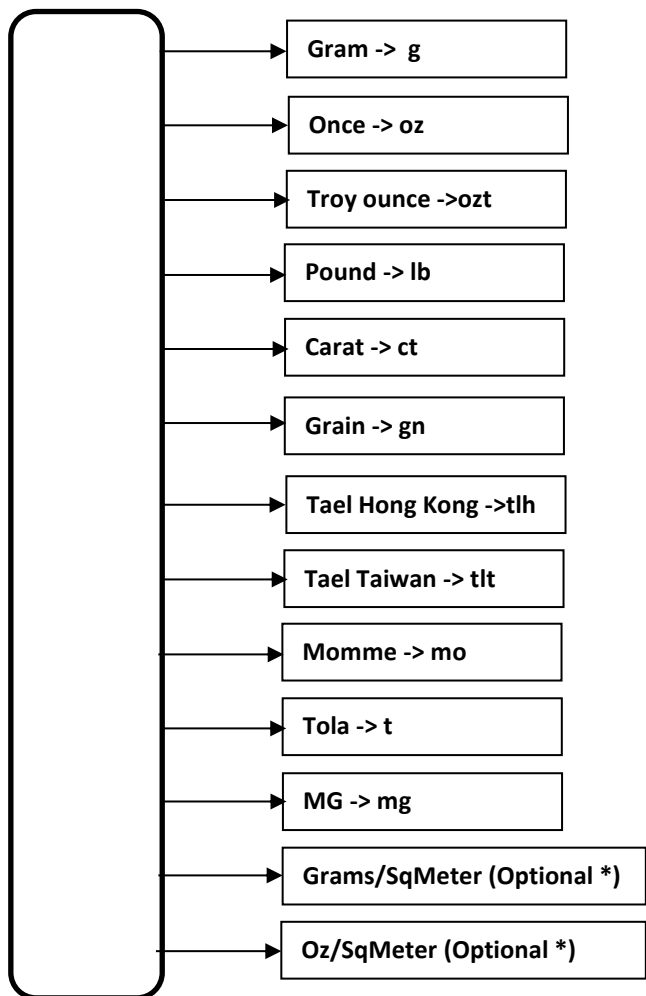 Gram -> g
Once -> oz
Troy ounce ->ozt
Pound -> lb
Carat -> ct
Grain -> gn
Tael Hong Kong ->tlh
Tael Taiwan -> tlt
Momme -> mo
Tola -> t
MG -> mg
Grams/SqMeter (Optional *)
Oz/SqMeter (Optional *)